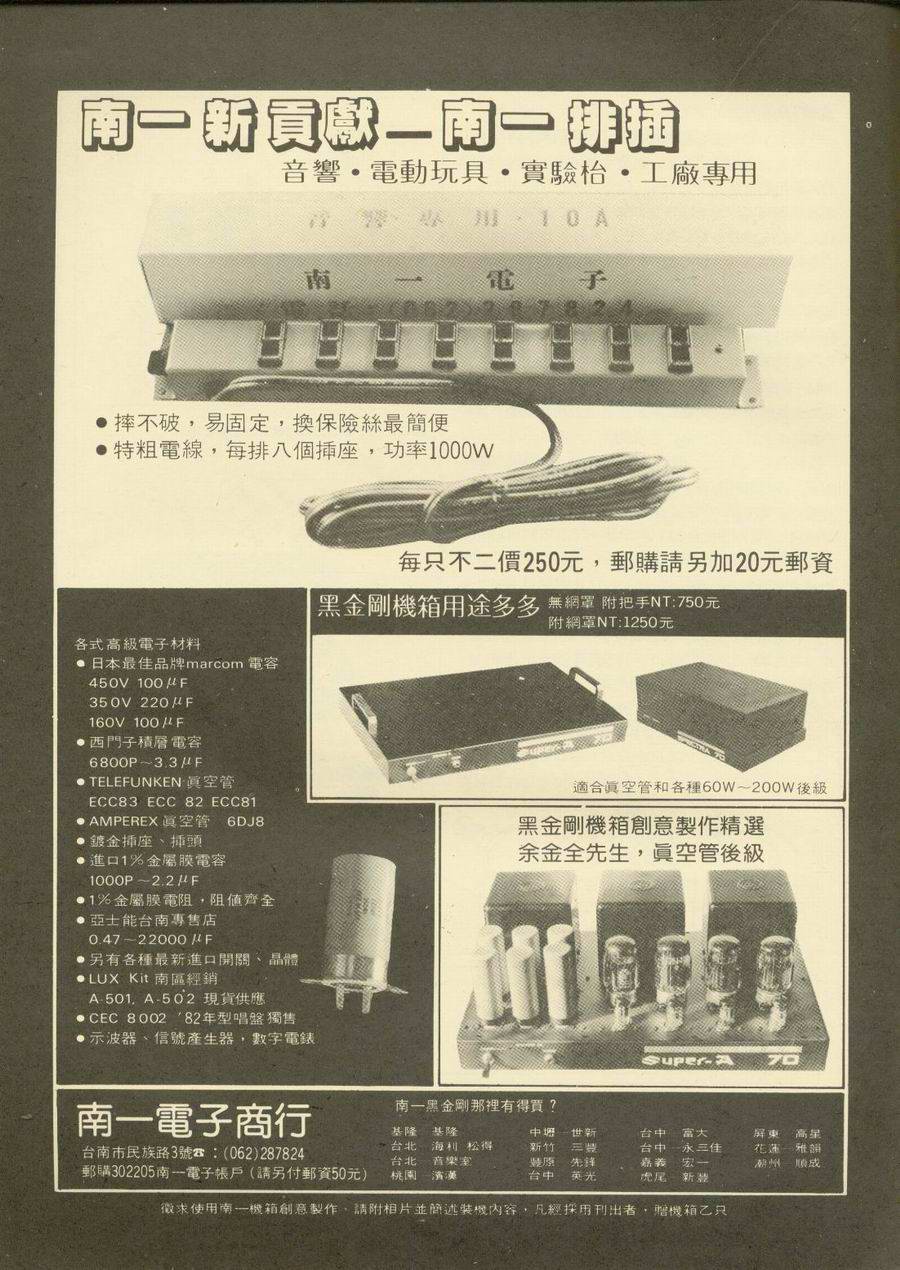 南一新貢獻—南一排插
音響・電動玩具・實驗枱・工廠專用
音響專用・10A
南一電子
電話:(062)287824
●摔不破，易固定，換保險絲最簡便
●特粗電線，每排八個插座，功率1000W
每只不二價250元，郵購請另加20元郵資
黑金剛機箱用途多多 無網罩 附把手NT:750元
附網罩NT:1250元
Super-A 70
SPECTRA 70
適合眞空管和各種60W～200W後級
各式高級電子材料
●日本最佳品牌marcom電容
450V 100μF
350V 220μF
160V 100μF
●西門子積層電容
6800P～3.3μF
●TELEFUNKEN眞空管
ECC83 ECC 82 ECC81
●AMPEREX眞空管 6DJ8
●鍍金插座、插頭
●進口1%金屬膜電容
1000P～2.2μF
●1%金屬膜電阻，阻值齊全
●亞士能台南專售店
0.47～22000μF
●另有各種最新進口開關、晶體
●LUX Kit 南區經銷
A-501, A-502 現貨供應
●CEC 8002 '82年型唱盤獨售
●示波器、信號產生器，數字電錶
黑金剛機箱創意製作精選
余金全先生，眞空管後級
Super-A 70
南一電子商行
台南市民族路3號☎：(062)287824
郵購302205南一電子帳戶（請另付郵資50元）
南一黑金剛那裡有得買？
基隆 基隆 中壢 世新 台中 富大 屏東 高星
台北 海利 松得 新竹 三豐 台中 永三佳 花蓮 雅韻
台北 音樂室 豐原 先鋒 嘉義 宏一 潮州 順成
桃園 濱漢 台中 英光 虎尾 新豐
徵求使用南一機箱創意製作、請附相片並簡述裝機內容，凡經採用刊出者，贈機箱乙只